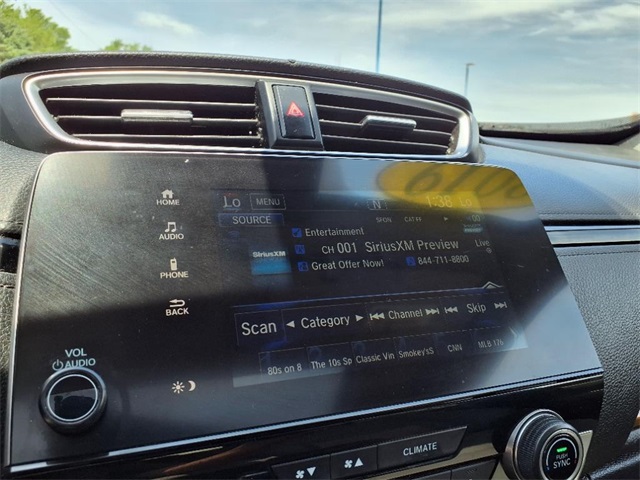 HOME
AUDIO
PHONE
BACK
VOL
AUDIO
Lo MENU N 1:38 Lo
SOURCE
SiriusXM
Entertainment
CH 001 SiriusXM Preview
Great Offer Now! 844-711-8800
Live
Scan Category Channel Skip
80s on 8 The 10s Sp Classic Vin Smokey'sS CNN MLB 176
CLIMATE
PUSH
SYNC